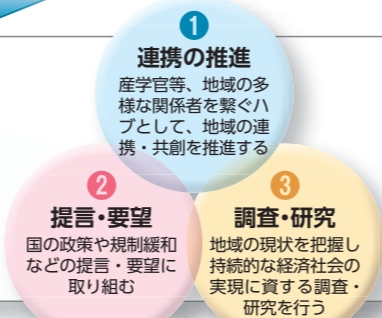 1
連携の推進
産学官等、地域の多
様な関係者を繋ぐハ
ブとして、地域の連
携・共創を推進する
2
提言・要望
国の政策や規制緩和
などの提言・要望に
取り組む
3
調査・研究
地域の現状を把握し
持続的な経済社会の
実現に資する調査・
研究を行う